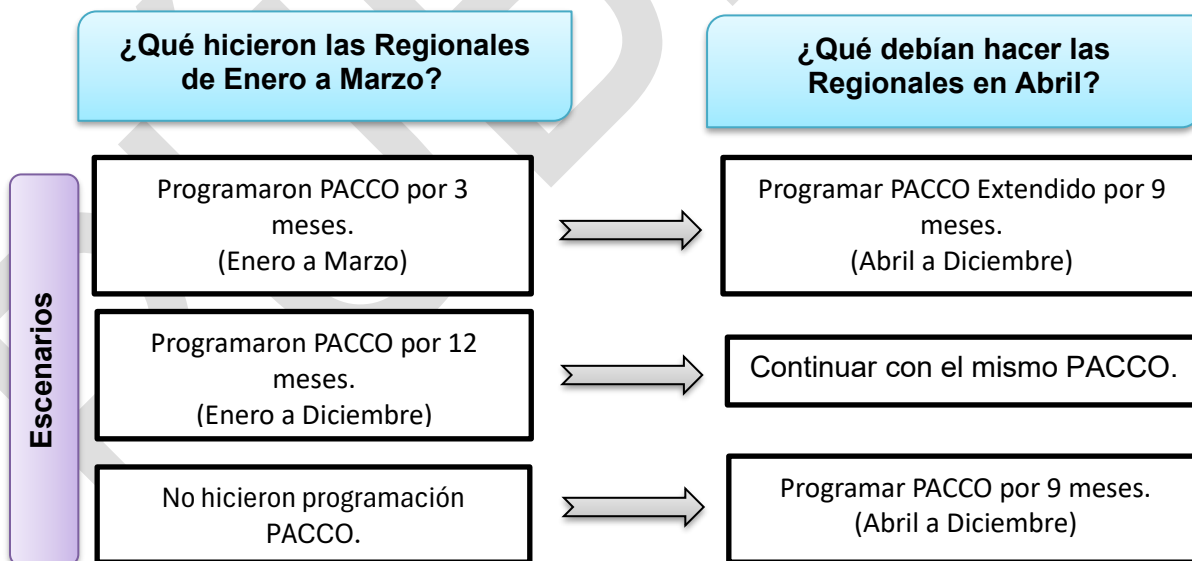 ¿Qué hicieron las Regionales
de Enero a Marzo?
¿Qué debían hacer las
Regionales en Abril?
Escenarios
Programaron PACCO por 3
meses.
(Enero a Marzo)
Programar PACCO Extendido por 9
meses.
(Abril a Diciembre)
Programaron PACCO por 12
meses.
(Enero a Diciembre)
Continuar con el mismo PACCO.
No hicieron programación
PACCO.
Programar PACCO por 9 meses.
(Abril a Diciembre)